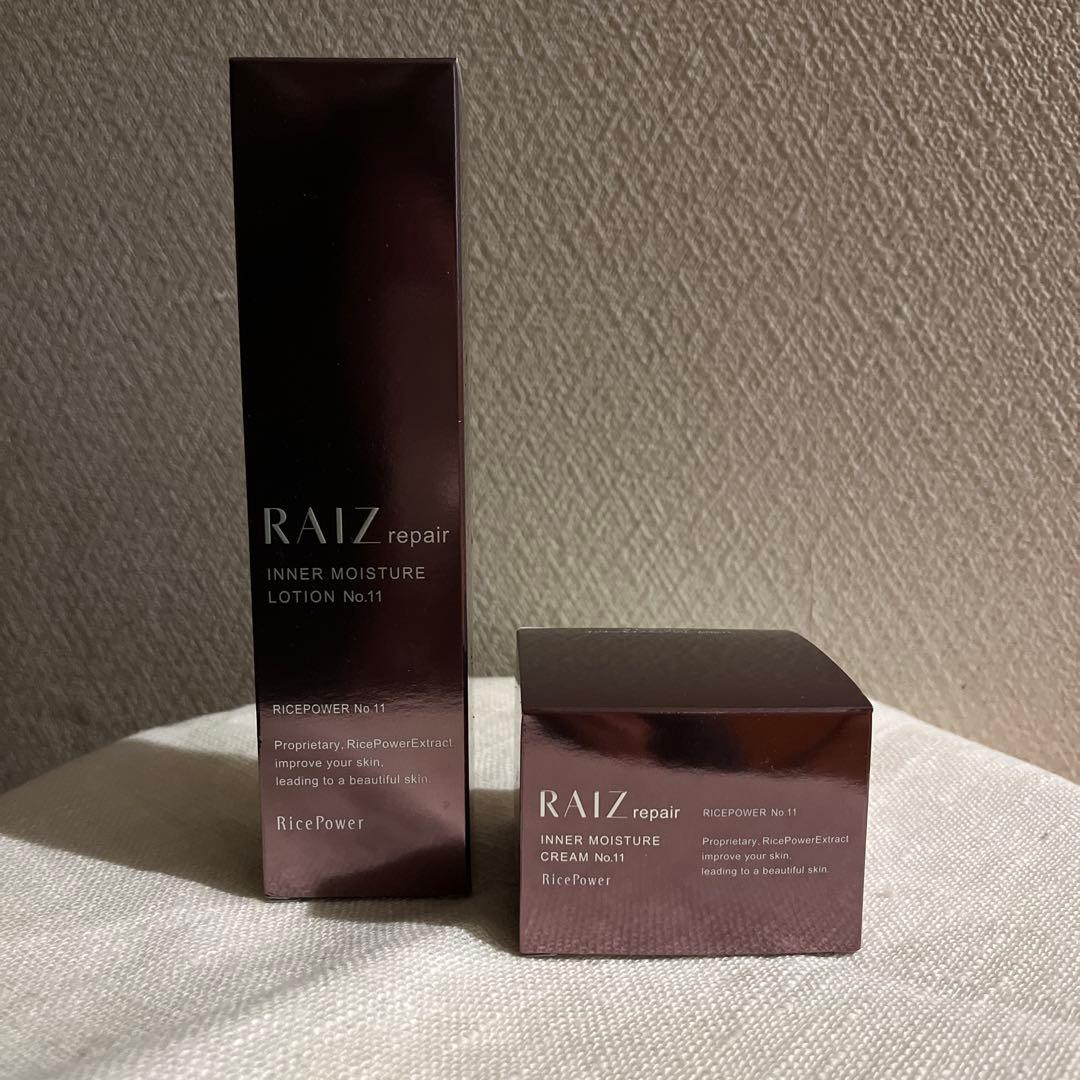 RAIZ repair
INNER MOISTURE
LOTION No.11
RICEPOWER No.11
Proprietary, RicePowerExtract
improve your skin,
leading to a beautiful skin.
RicePower
RAIZ repair
INNER MOISTURE
CREAM No.11
RicePower
RICEPOWER No.11
Proprietary, RicePowerExtract
improve your skin,
leading to a beautiful skin.